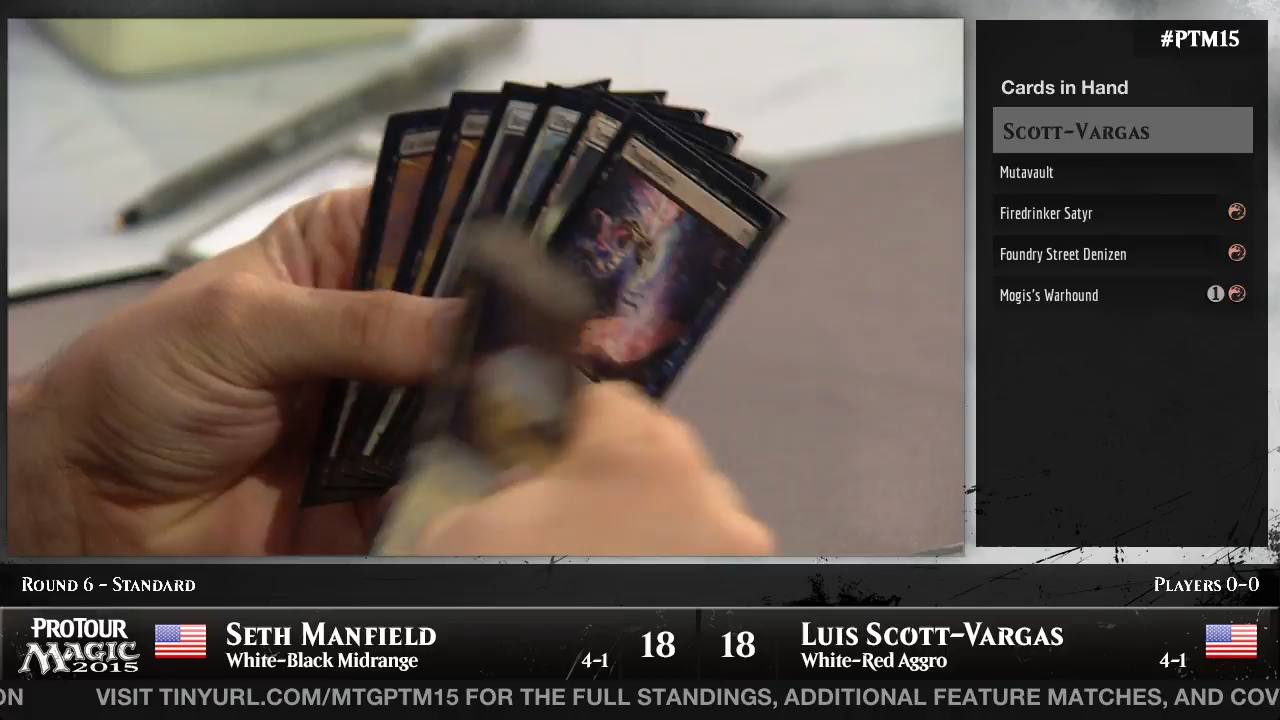 #PTM15
Cards in Hand
Scott-Vargas
Mutavault
Firedrinker Satyr
Foundry Street Denizen
Mogis's Warhound 1
Round 6 - Standard
Players 0-0
ProTour
Magic
2015
Seth Manfield
White-Black Midrange
4-1
18
18
Luis Scott-Vargas
White-Red Aggro
4-1
ON VISIT TINYURL.COM/MTGPTM15 FOR THE FULL STANDINGS, ADDITIONAL FEATURE MATCHES, AND COV